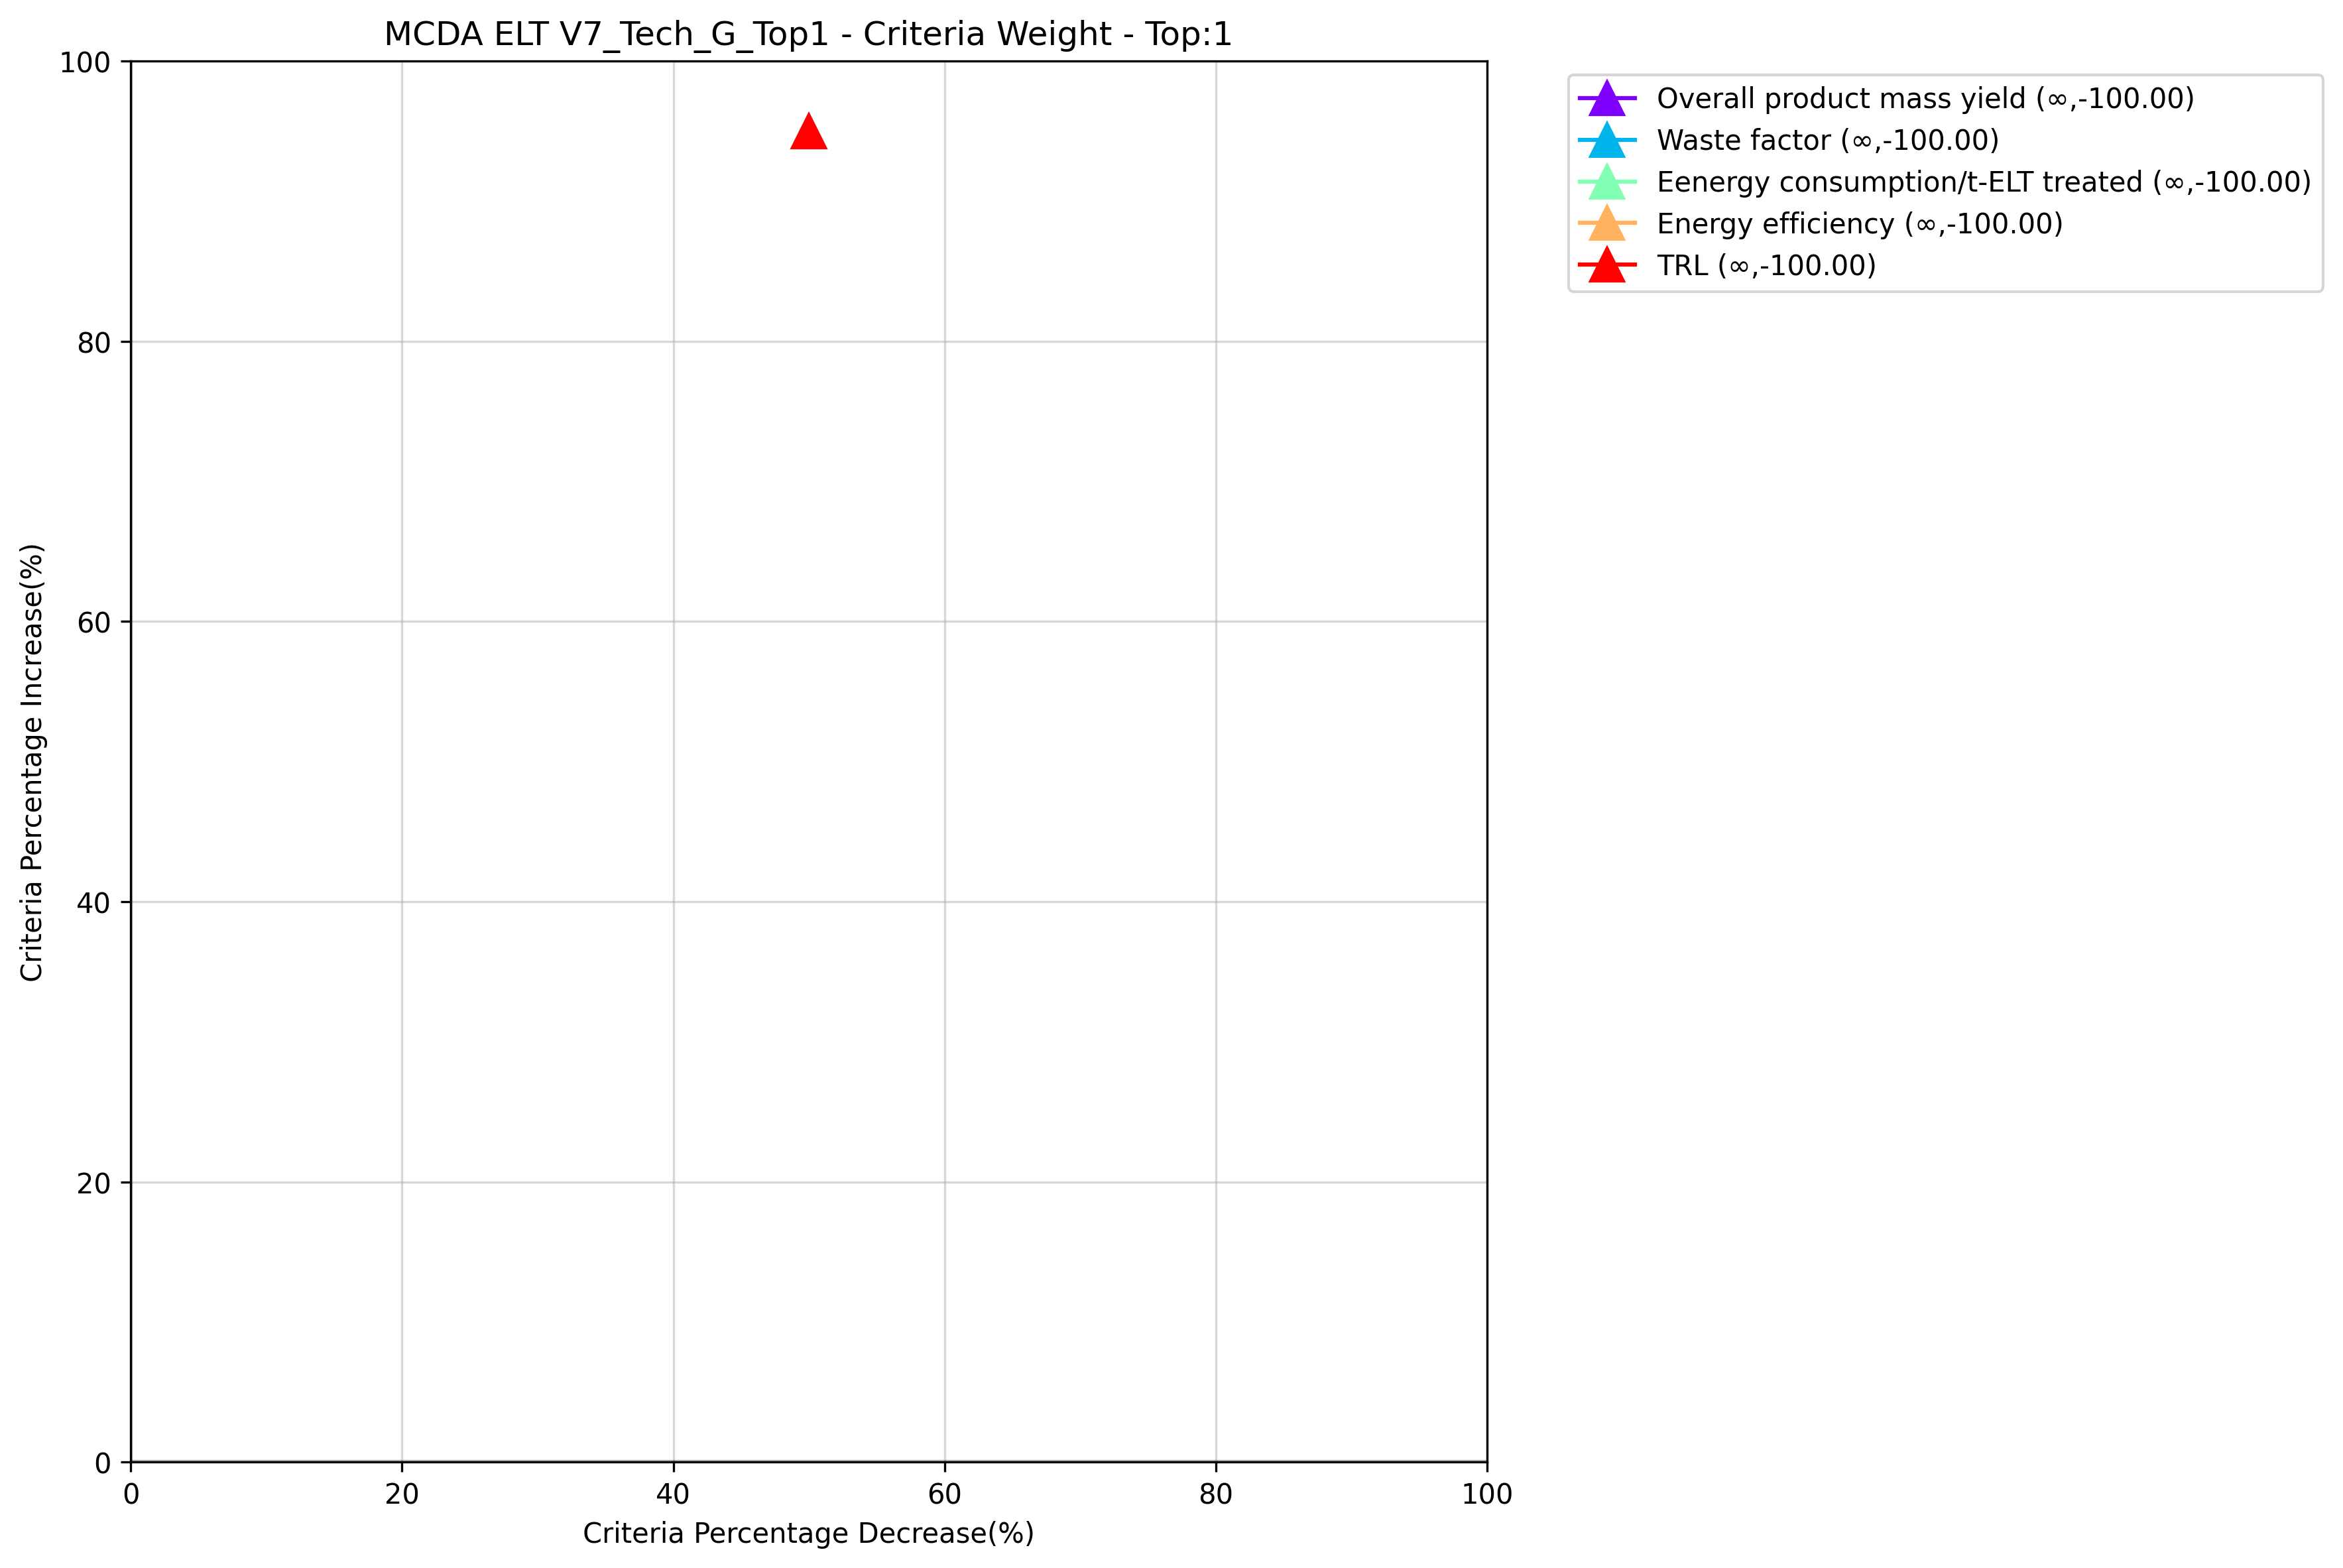 MCDA ELT V7_Tech_G_Top1 - Criteria Weight - Top:1
100
80
60
40
20
0
Criteria Percentage Increase(%)
0 20 40 60 80 100
Criteria Percentage Decrease(%)
Overall product mass yield (∞,-100.00)
Waste factor (∞,-100.00)
Eenergy consumption/t-ELT treated (∞,-100.00)
Energy efficiency (∞,-100.00)
TRL (∞,-100.00)